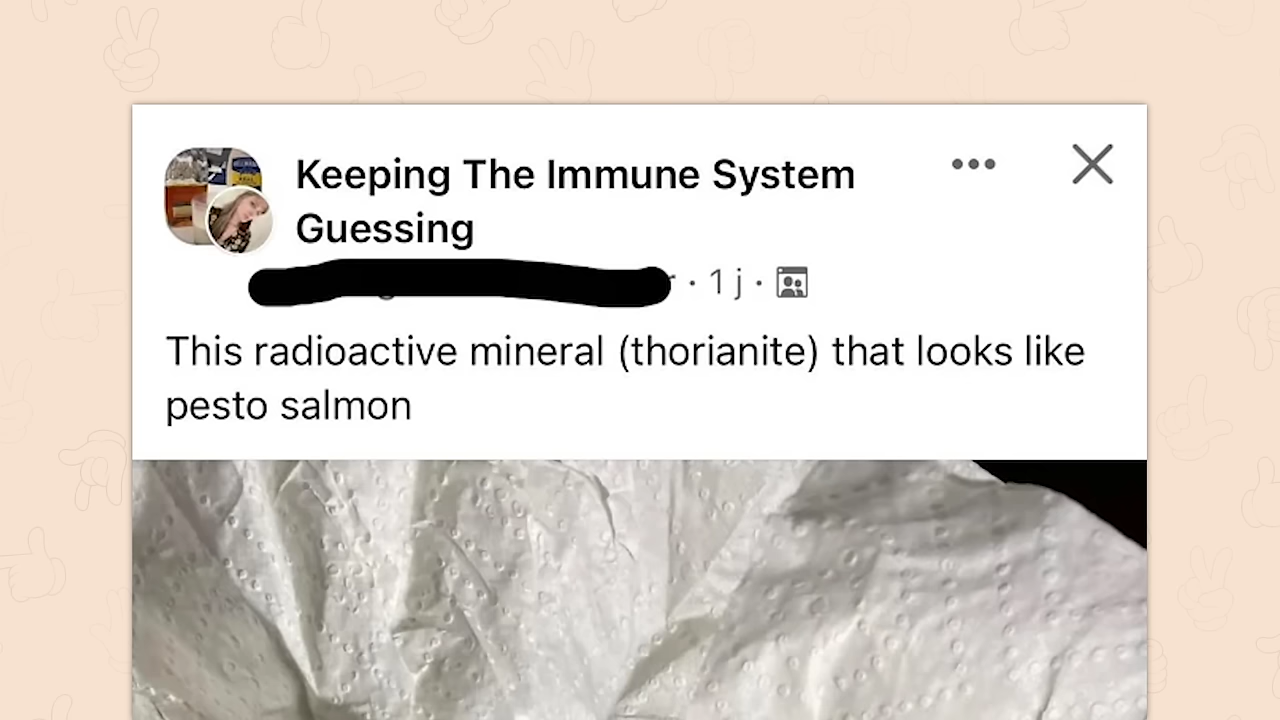 Keeping The Immune System
Guessing
· 1 j ·
This radioactive mineral (thorianite) that looks like
pesto salmon